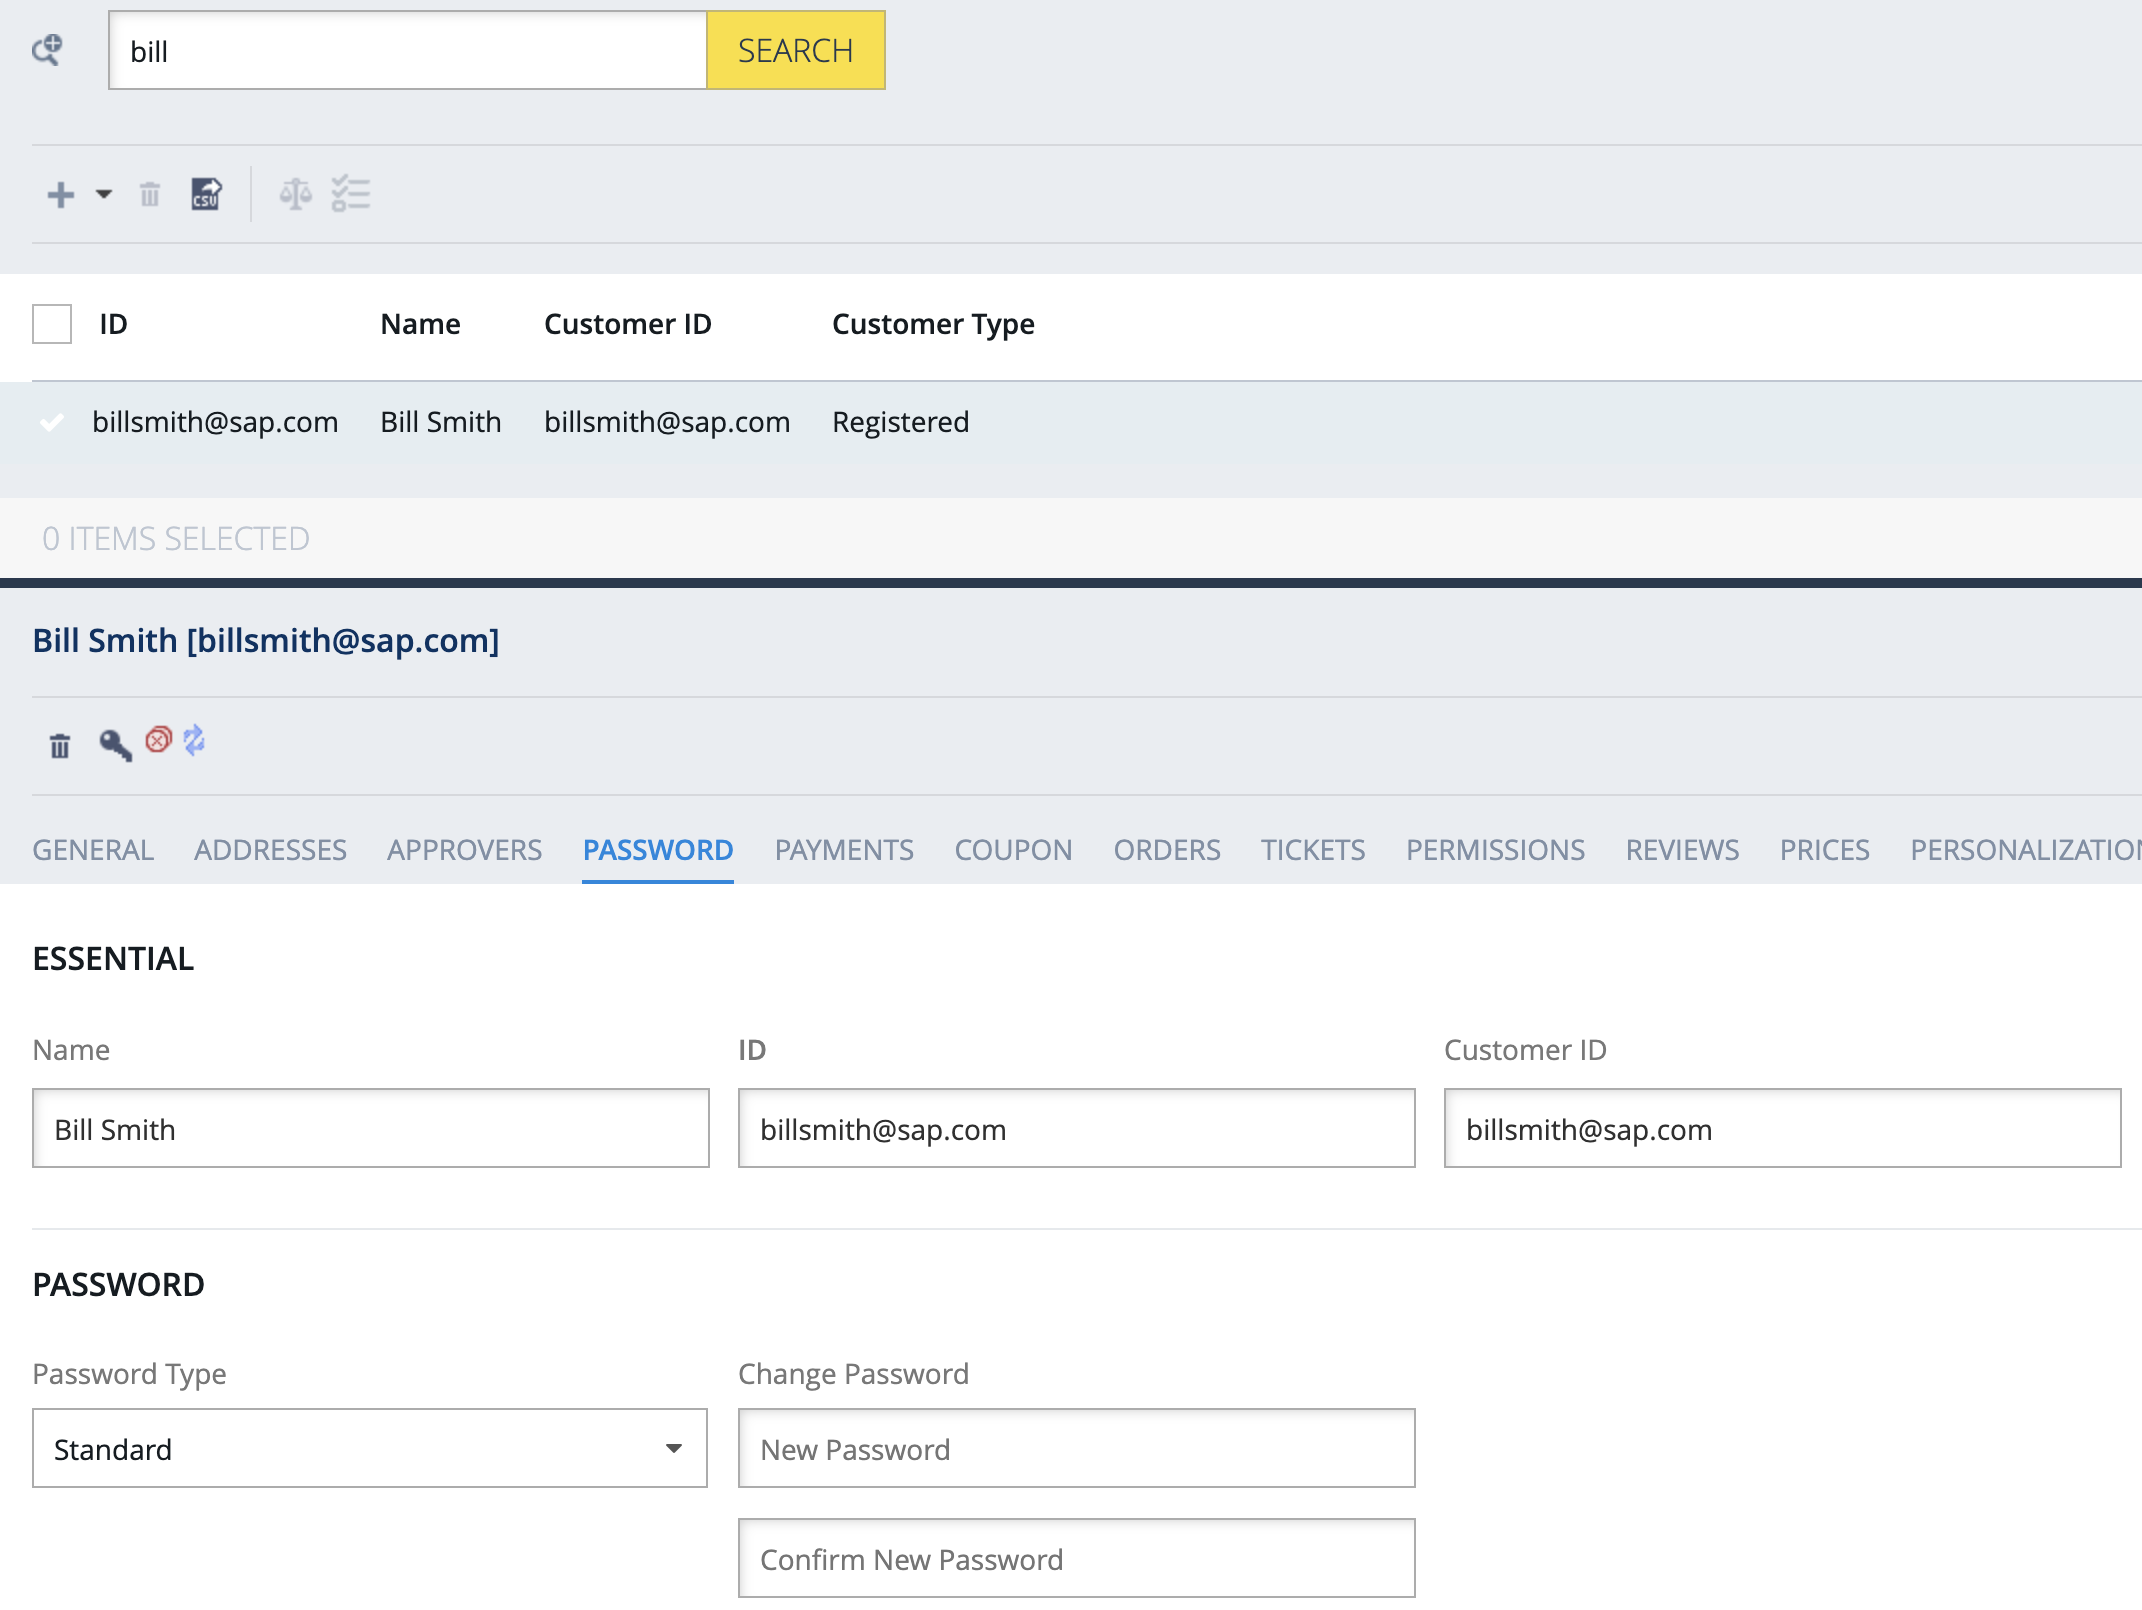 bill SEARCH
CSV
ID Name Customer ID Customer Type
billsmith@sap.com Bill Smith billsmith@sap.com Registered
0 ITEMS SELECTED
Bill Smith [billsmith@sap.com]
GENERAL ADDRESSES APPROVERS PASSWORD PAYMENTS COUPON ORDERS TICKETS PERMISSIONS REVIEWS PRICES PERSONALIZATION
ESSENTIAL
Name ID Customer ID
Bill Smith billsmith@sap.com billsmith@sap.com
PASSWORD
Password Type Change Password
Standard New Password
Confirm New Password